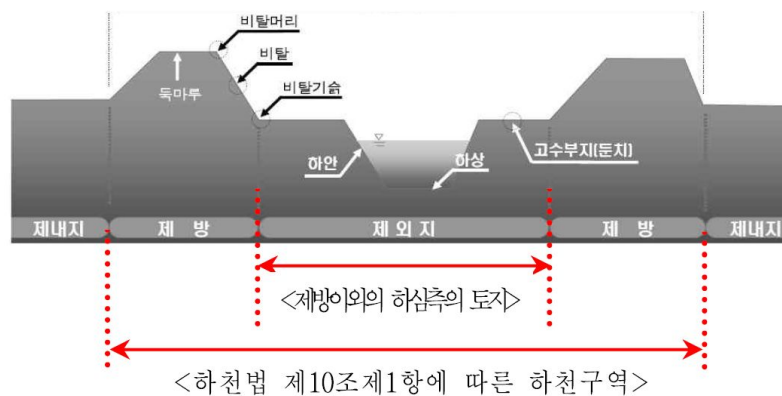 비탈머리
비탈
둑마루
비탈기슭
하안
하상
고수부지(둔치)
제내지
제 방
제 외 지
제 방
제내지
<제방이외의 하심측의 토지>
<하천법 제10조제1항에 따른 하천구역>